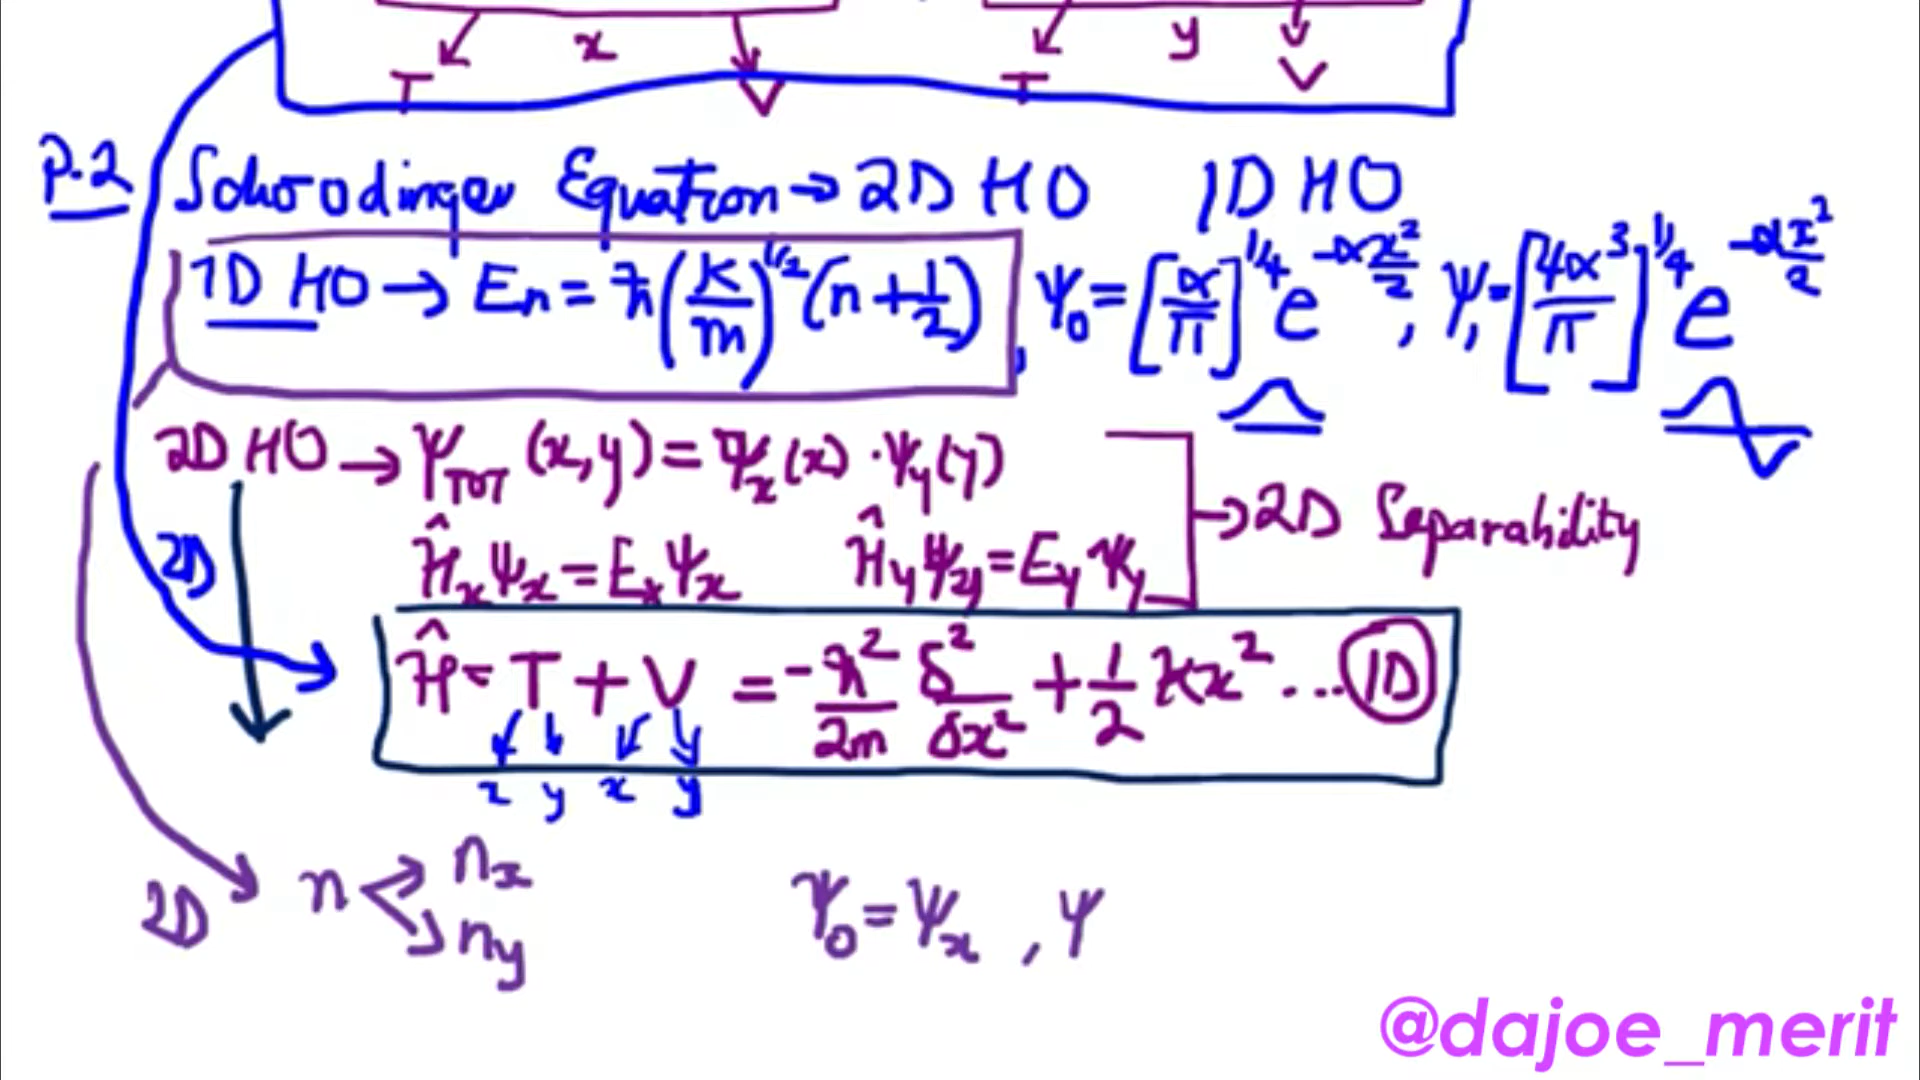 x y
T V T V
P.2 Schoodinger Equation → 2D HO 1D HO
1D HO → En = ħ(K/m)^1/2 (n + 1/2), Ψ0 = [α/π]^1/4 e^-αx²/2, Ψ1 = [4α³/π]^1/4 e^-αx²/2
2D HO → ΨTOT (x,y) = Ψx(x) · Ψy(y)
→ 2D Separability
2D ĤxΨx = ExΨx ĤyΨy = EyΨy
Ĥ = T + V = -ħ²/2m δ²/δx² + 1/2 kx² ... 1D
x y x y
2D n nx ny Ψ0 = Ψx , Ψ
@dajoe_merit